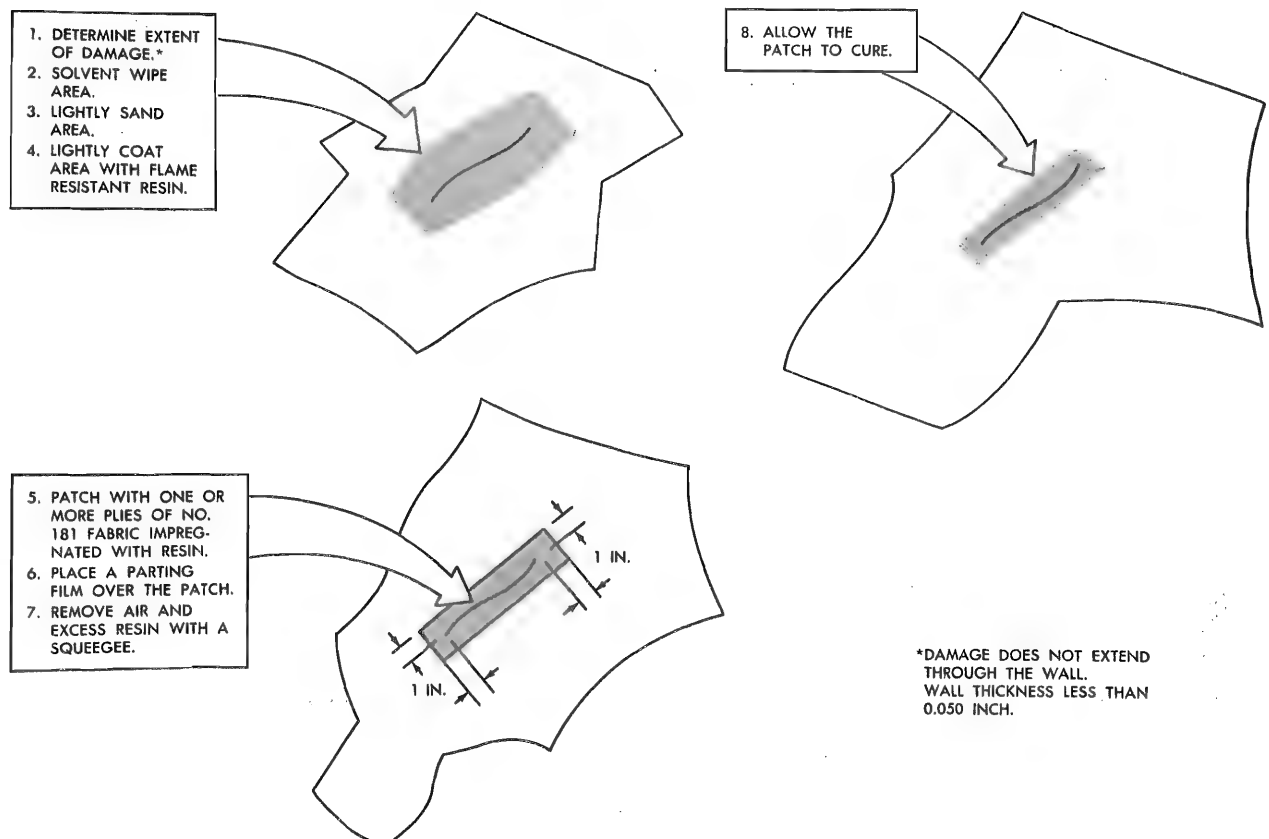 1. DETERMINE EXTENT
OF DAMAGE.*
2. SOLVENT WIPE
AREA.
3. LIGHTLY SAND
AREA.
4. LIGHTLY COAT
AREA WITH FLAME
RESISTANT RESIN.
8. ALLOW THE
PATCH TO CURE.
5. PATCH WITH ONE OR
MORE PLIES OF NO.
181 FABRIC IMPREG-
NATED WITH RESIN.
6. PLACE A PARTING
FILM OVER THE PATCH.
7. REMOVE AIR AND
EXCESS RESIN WITH A
SQUEEGEE.
1 IN.
1 IN.
*DAMAGE DOES NOT EXTEND
THROUGH THE WALL.
WALL THICKNESS LESS THAN
0.050 INCH.